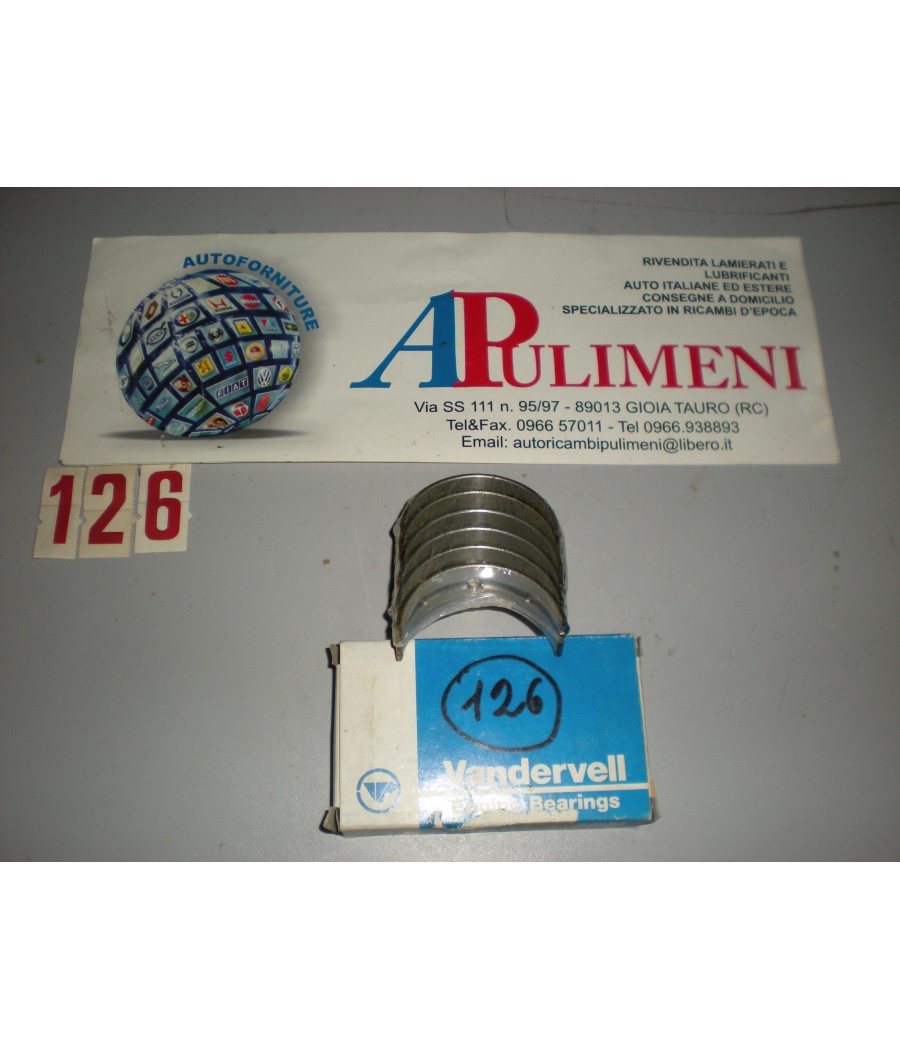 AUTOFORNITURE
RIVENDITA LAMIERATI E
LUBRIFICANTI
AUTO ITALIANE ED ESTERE
CONSEGNE A DOMICILIO
SPECIALIZZATO IN RICAMBI D'EPOCA
FIAT
APULIMENI
Via SS 111 n. 95/97 - 89013 GIOIA TAURO (RC)
Tel&Fax. 0966 57011 - Tel 0966.938893
Email: autoricambipulimeni@libero.it
126
126
Vandervell
Engine Bearings